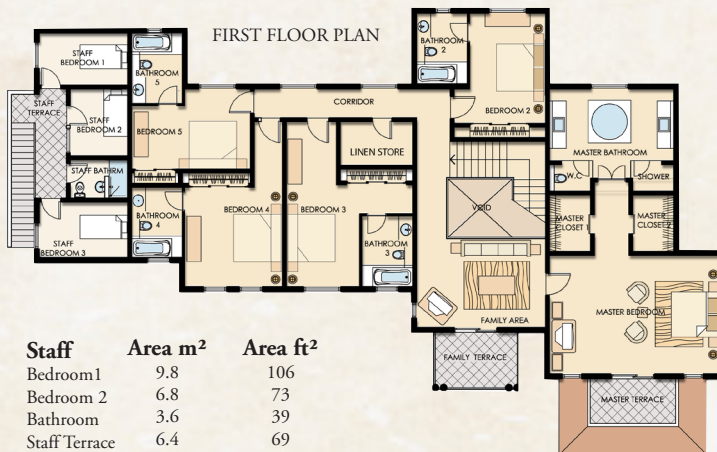 FIRST FLOOR PLAN
STAFF
BEDROOM 1
BATHROOM
5
BATHROOM
2
BEDROOM 2
STAFF
TERRACE
STAFF
BEDROOM 2
BEDROOM 5
CORRIDOR
LINEN STORE
MASTER BATHROOM
STAFF BATHRM
W.C
SHOWER
BATHROOM
4
BEDROOM 4
BEDROOM 3
VOID
MASTER
CLOSET 1
MASTER
CLOSET 2
STAFF
BEDROOM 3
BATHROOM
3
FAMILY AREA
MASTER BEDROOM
FAMILY TERRACE
MASTER TERRACE
Staff Area m² Area ft²
Bedroom1 9.8 106
Bedroom 2 6.8 73
Bathroom 3.6 39
Staff Terrace 6.4 69